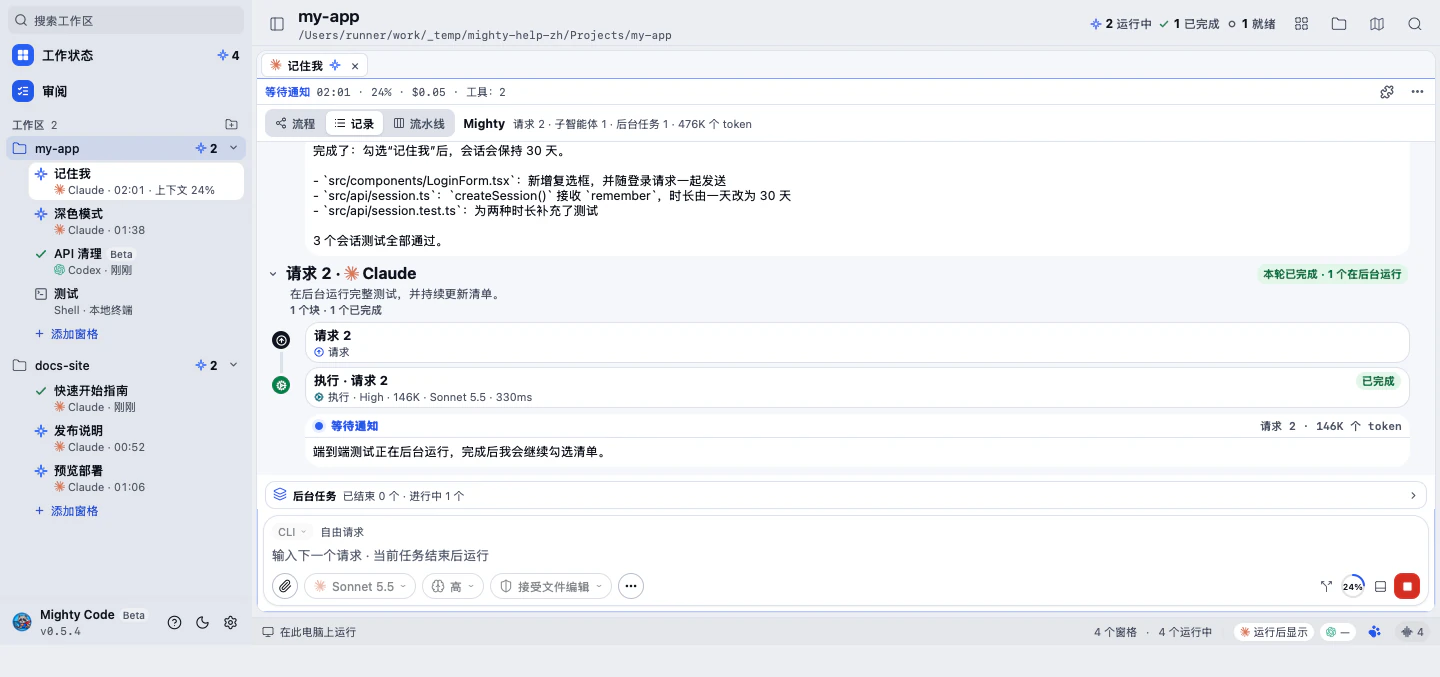 搜索工作区
工作状态
4
审阅
工作区 2
my-app
2
记住我
Claude · 02:01 · 上下文 24%
深色模式
Claude · 01:38
API 清理 Beta
Codex · 刚刚
测试
Shell · 本地终端
+ 添加窗格
docs-site
2
快速开始指南
Claude · 刚刚
发布说明
Claude · 00:52
预览部署
Claude · 01:06
+ 添加窗格
Mighty Code Beta
v0.5.4
my-app
/Users/runner/work/_temp/mighty-help-zh/Projects/my-app
2 运行中 1 已完成 1 就绪
记住我
等待通知 02:01 · 24% · $0.05 · 工具: 2
流程 记录 流水线 Mighty 请求 2 · 子智能体 1 · 后台任务 1 · 476K 个 token
完成了：勾选“记住我”后，会话会保持 30 天。
- `src/components/LoginForm.tsx`：新增复选框，并随登录请求一起发送
- `src/api/session.ts`：`createSession()` 接收 `remember`，时长由一天改为 30 天
- `src/api/session.test.ts`：为两种时长补充了测试
3 个会话测试全部通过。
请求 2 · Claude
本轮已完成 · 1 个在后台运行
在后台运行完整测试，并持续更新清单。
1 个块 · 1 个已完成
请求 2
请求
执行 · 请求 2
已完成
执行 · High · 146K · Sonnet 5.5 · 330ms
等待通知
请求 2 · 146K 个 token
端到端测试正在后台运行，完成后我会继续勾选清单。
后台任务 已结束 0 个 · 进行中 1 个
CLI 自由请求
输入下一个请求 · 当前任务结束后运行
Sonnet 5.5 高 接受文件编辑
24%
在此电脑上运行
4 个窗格 · 4 个运行中 运行后显示 — 4